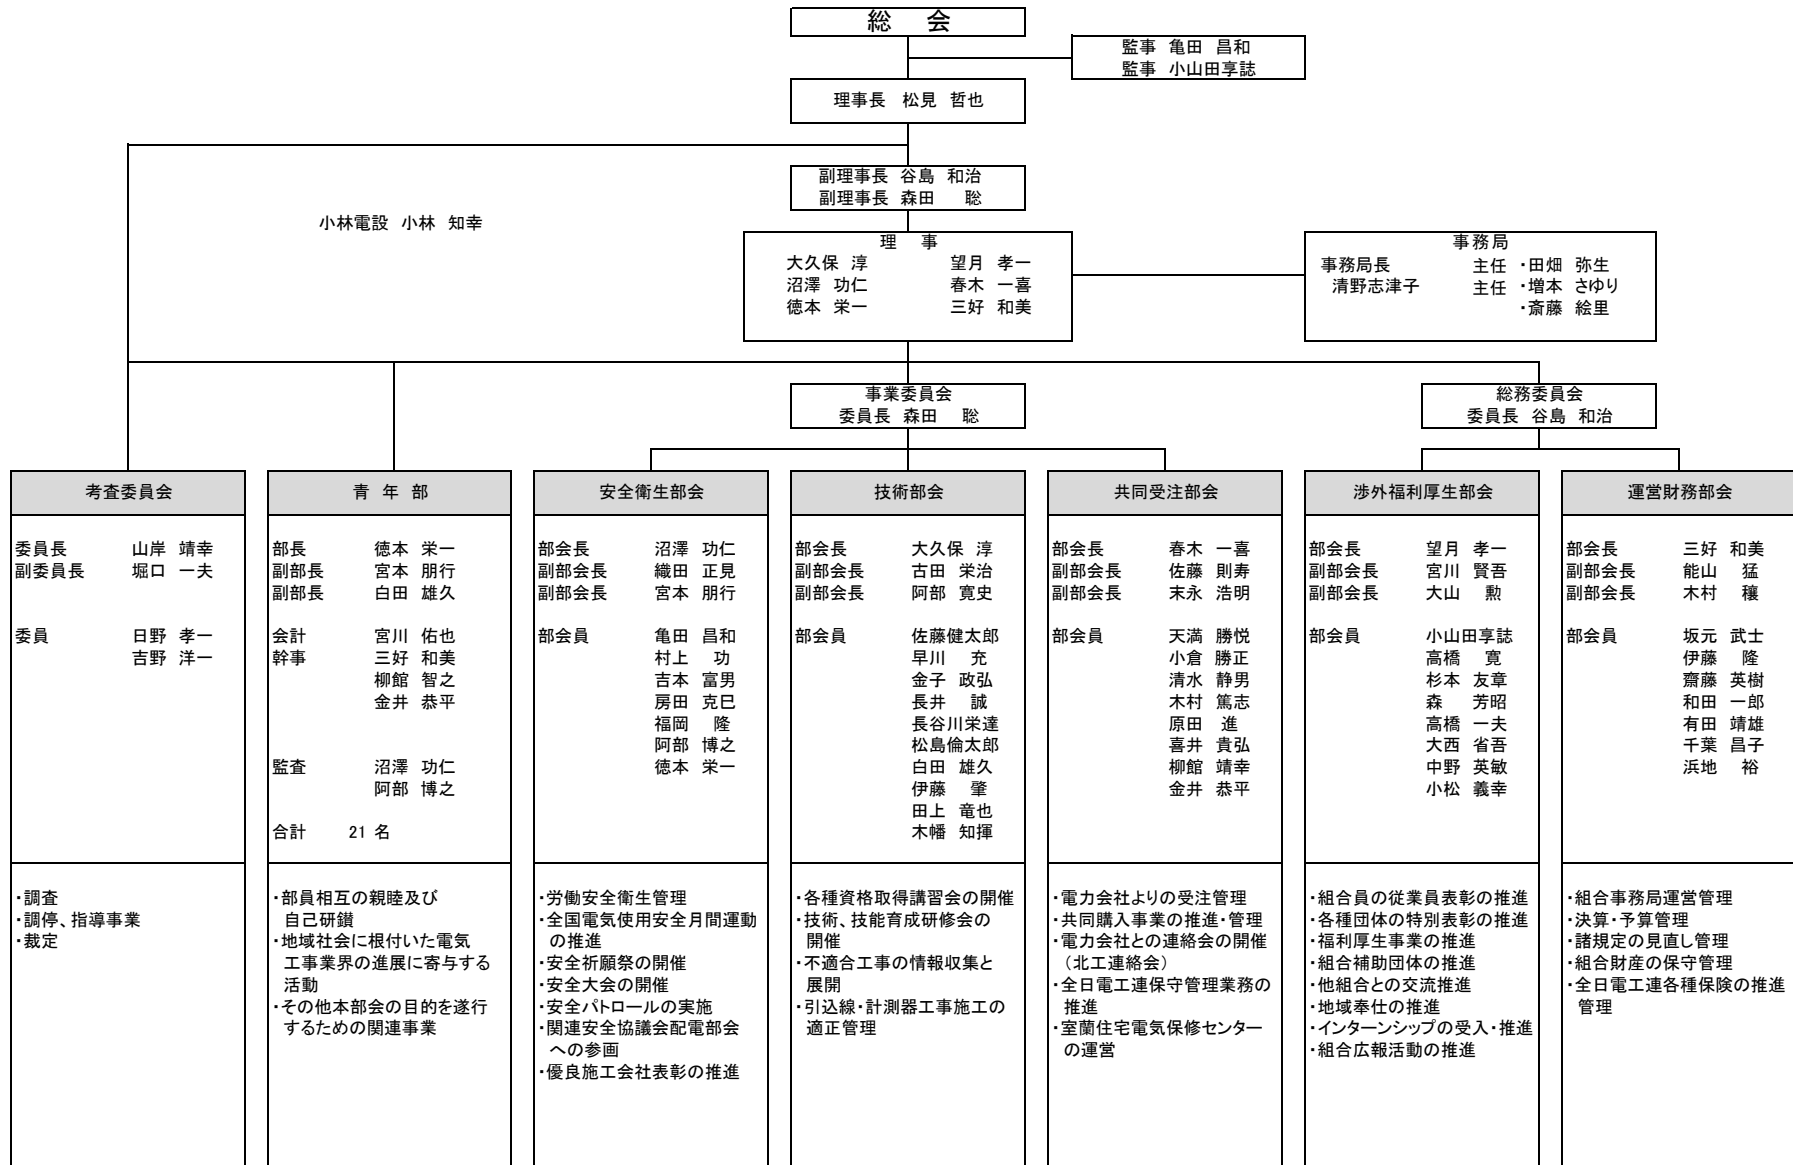 総　会
監事 亀田 昌和
監事 小山田享誌
理事長 松見 哲也
副理事長 谷島 和治
副理事長 森田 聡
小林電設 小林 知幸
理 事
大久保 淳 望月 孝一
沼澤 功仁 春木 一喜
徳本 栄一 三好 和美
事務局
事務局長 主任 ・田畑 弥生
清野志津子 主任 ・増本 さゆり
・斎藤 絵里
事業委員会
委員長 森田 聡
総務委員会
委員長 谷島 和治
考査委員会
委員長 山岸 靖幸
副委員長 堀口 一夫
委員 日野 孝一
吉野 洋一
・調査
・調停、指導事業
・裁定
青 年 部
部長 徳本 栄一
副部長 宮本 朋行
副部長 白田 雄久
会計 宮川 佑也
幹事 三好 和美
柳館 智之
金井 恭平
監査 沼澤 功仁
阿部 博之
合計 21 名
・部員相互の親睦及び
自己研鑚
・地域社会に根付いた電気
工事業界の進展に寄与する
活動
・その他本部会の目的を遂行
するための関連事業
安全衛生部会
部会長 沼澤 功仁
副部会長 織田 正見
副部会長 宮本 朋行
部会員 亀田 昌和
村上 功
吉本 富男
房田 克巳
福岡 隆
阿部 博之
徳本 栄一
・労働安全衛生管理
・全国電気使用安全月間運動
の推進
・安全祈願祭の開催
・安全大会の開催
・安全パトロールの実施
・関連安全協議会配電部会
への参画
・優良施工会社表彰の推進
技術部会
部会長 大久保 淳
副部会長 古田 栄治
副部会長 阿部 寛史
部会員 佐藤健太郎
早川 充
金子 政弘
長井 誠
長谷川栄達
松島倫太郎
白田 雄久
伊藤 肇
田上 竜也
木幡 知揮
・各種資格取得講習会の開催
・技術、技能育成研修会の
開催
・不適合工事の情報収集と
展開
・引込線・計測器工事施工の
適正管理
共同受注部会
部会長 春木 一喜
副部会長 佐藤 則寿
副部会長 末永 浩明
部会員 天満 勝悦
小倉 勝正
清水 静男
木村 篤志
原田 進
喜井 貴弘
柳館 靖幸
金井 恭平
・電力会社よりの受注管理
・共同購入事業の推進・管理
・電力会社との連絡会の開催
（北工連絡会）
・全日電工連保守管理業務の
推進
・室蘭住宅電気保修センター
の運営
渉外福利厚生部会
部会長 望月 孝一
副部会長 宮川 賢吾
副部会長 大山 勲
部会員 小山田享誌
高橋 寛
杉本 友章
森 芳昭
高橋 一夫
大西 省吾
中野 英敏
小松 義幸
・組合員の従業員表彰の推進
・各種団体の特別表彰の推進
・福利厚生事業の推進
・組合補助団体の推進
・他組合との交流推進
・地域奉仕の推進
・インターンシップの受入・推進
・組合広報活動の推進
運営財務部会
部会長 三好 和美
副部会長 能山 猛
副部会長 木村 穰
部会員 坂元 武士
伊藤 隆
齋藤 英樹
和田 一郎
有田 靖雄
千葉 昌子
浜地 裕
・組合事務局運営管理
・決算・予算管理
・諸規定の見直し管理
・組合財産の保守管理
・全日電工連各種保険の推進
管理